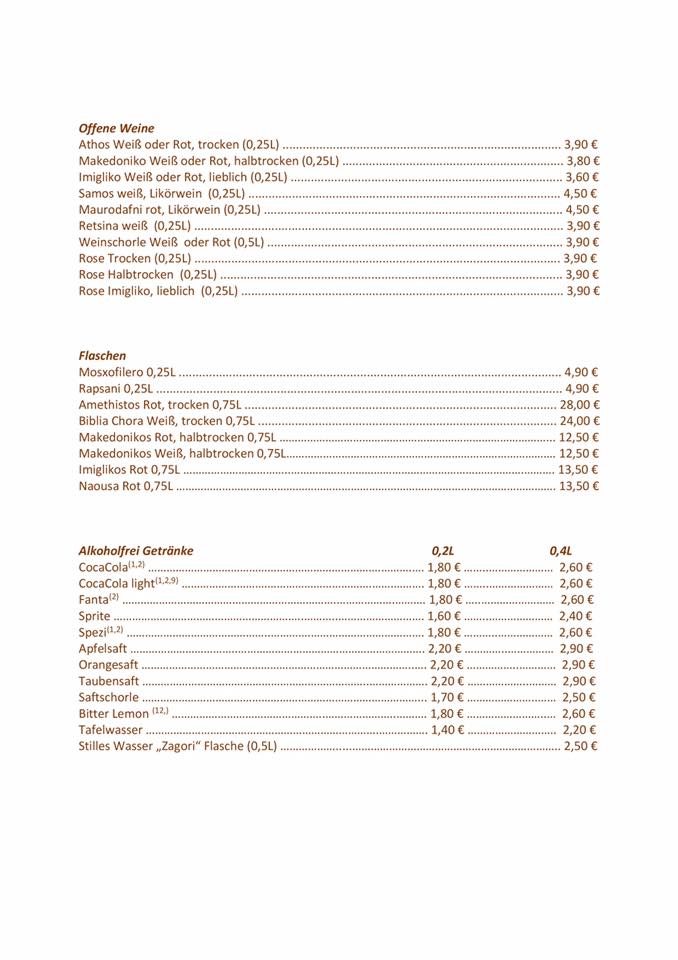 Offene Weine
Athos Weiß oder Rot, trocken (0,25L) ........................................ 3,90 €
Makedoniko Weiß oder Rot, halbtrocken (0,25L) ........................................ 3,80 €
Imigliko Weiß oder Rot, lieblich (0,25L) ........................................ 3,60 €
Samos weiß, Likörwein (0,25L) ........................................ 4,50 €
Maurodafni rot, Likörwein (0,25L) ........................................ 4,50 €
Retsina weiß (0,25L) ........................................ 3,90 €
Weinschorle Weiß oder Rot (0,5L) ........................................ 3,90 €
Rose Trocken (0,25L) ........................................ 3,90 €
Rose Halbtrocken (0,25L) ........................................ 3,90 €
Rose Imigliko, lieblich (0,25L) ........................................ 3,90 €
Flaschen
Mosxofilero 0,25L ........................................ 4,90 €
Rapsani 0,25L ........................................ 4,90 €
Amethistos Rot, trocken 0,75L ........................................ 28,00 €
Biblia Chora Weiß, trocken 0,75L ........................................ 24,00 €
Makedonikos Rot, halbtrocken 0,75L ........................................ 12,50 €
Makedonikos Weiß, halbtrocken 0,75L........................................ 12,50 €
Imiglikos Rot 0,75L ........................................ 13,50 €
Naousa Rot 0,75L ........................................ 13,50 €
Alkoholfrei Getränke 0,2L 0,4L
CocaCola(1,2) ........................................ 1,80 € .................... 2,60 €
CocaCola light(1,2,9) ........................................ 1,80 € .................... 2,60 €
Fanta(2) ........................................ 1,80 € .................... 2,60 €
Sprite ........................................ 1,60 € .................... 2,40 €
Spezi(1,2) ........................................ 1,80 € .................... 2,60 €
Apfelsaft ........................................ 2,20 € .................... 2,90 €
Orangesaft ........................................ 2,20 € .................... 2,90 €
Taubensaft ........................................ 2,20 € .................... 2,90 €
Saftschorle ........................................ 1,70 € .................... 2,50 €
Bitter Lemon (12,) ........................................ 1,80 € .................... 2,60 €
Tafelwasser ........................................ 1,40 € .................... 2,20 €
Stilles Wasser „Zagori“ Flasche (0,5L) ........................................ 2,50 €